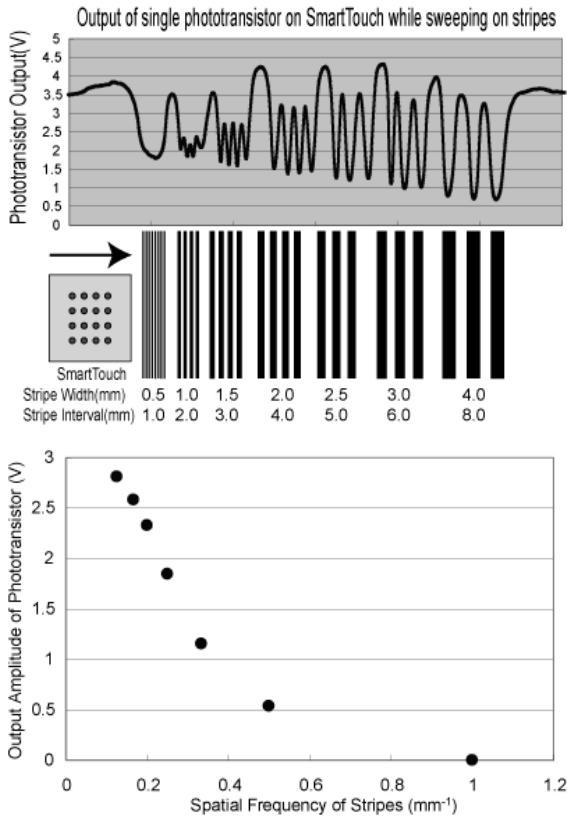 Output of single phototransistor on SmartTouch while sweeping on stripes
Phototransistor Output(V)
5
4.5
4
3.5
3
2.5
2
1.5
1
0.5
0
SmartTouch
Stripe Width(mm) 0.5 1.0 1.5 2.0 2.5 3.0 4.0
Stripe Interval(mm) 1.0 2.0 3.0 4.0 5.0 6.0 8.0
Output Amplitude of Phototransistor (V)
3
2.5
2
1.5
1
0.5
0
0 0.2 0.4 0.6 0.8 1 1.2
Spatial Frequency of Stripes (mm-1)